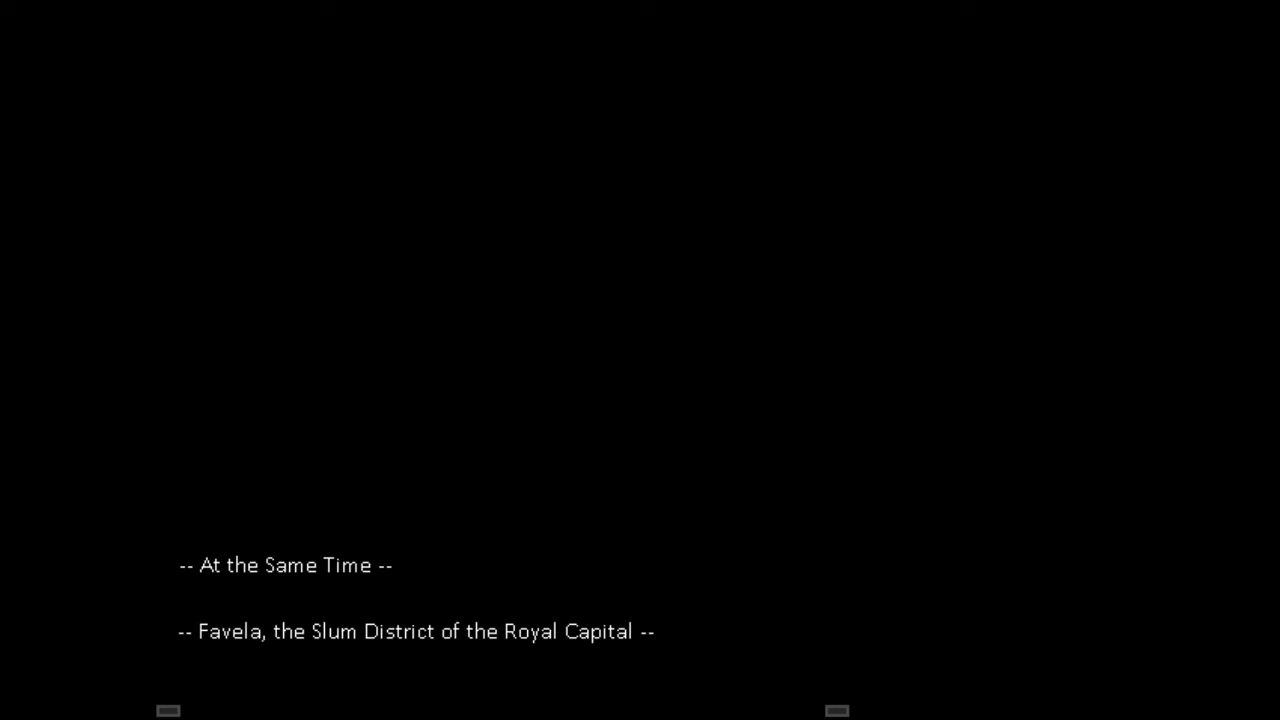 -- At the Same Time --
-- Favela, the Slum District of the Royal Capital --